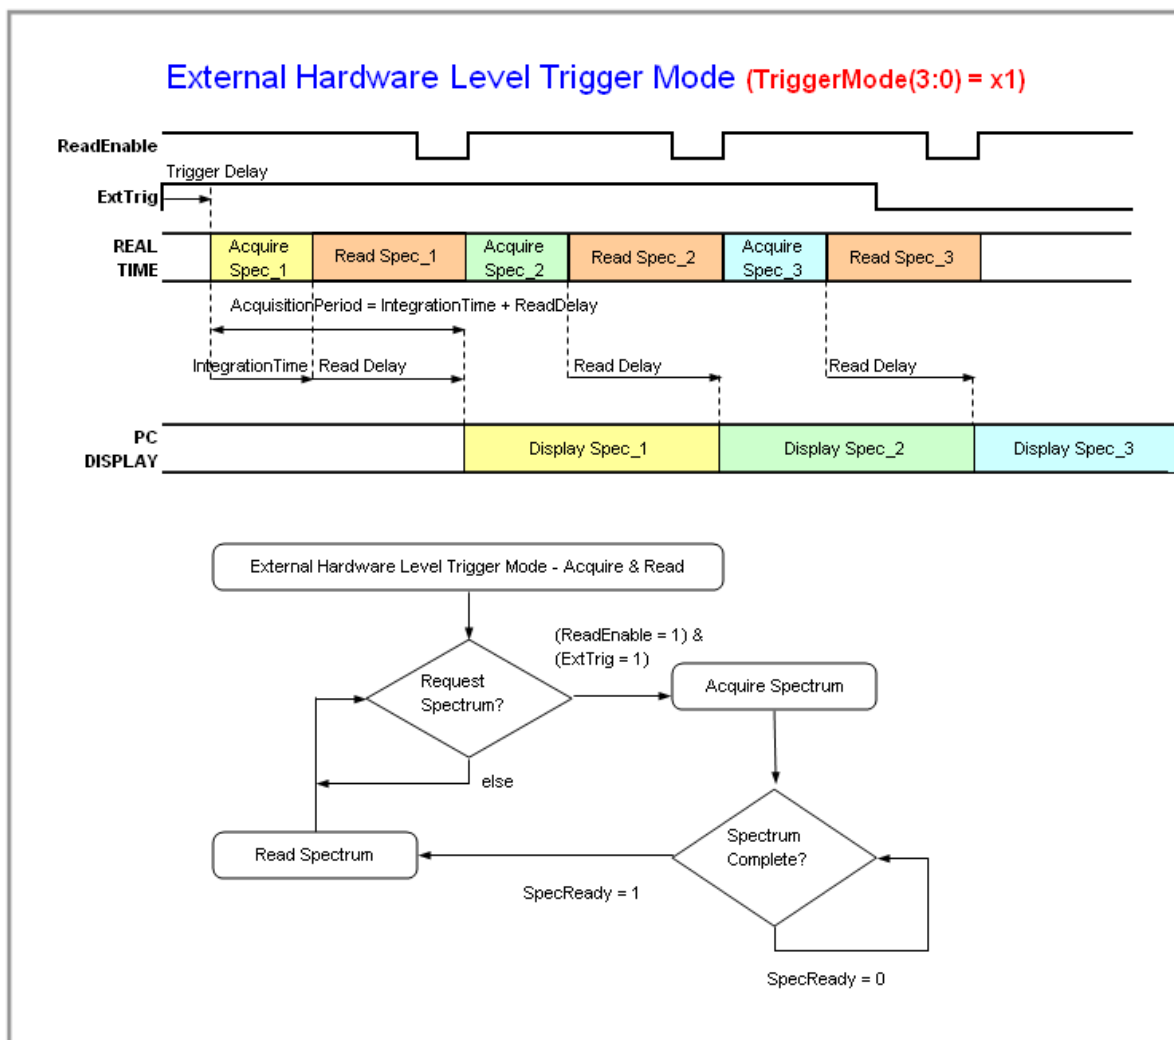 External Hardware Level Trigger Mode (TriggerMode(3:0) = x1)
ReadEnable
Trigger Delay
ExtTrig
REAL
TIME
Acquire
Spec_1
Read Spec_1
Acquire
Spec_2
Read Spec_2
Acquire
Spec_3
Read Spec_3
AcquisitionPeriod = IntegrationTime + ReadDelay
IntegrationTime
Read Delay
Read Delay
Read Delay
PC
DISPLAY
Display Spec_1
Display Spec_2
Display Spec_3
External Hardware Level Trigger Mode - Acquire & Read
(ReadEnable = 1) &
(ExtTrig = 1)
Request
Spectrum?
Acquire Spectrum
else
Spectrum
Complete?
Read Spectrum
SpecReady = 1
SpecReady = 0